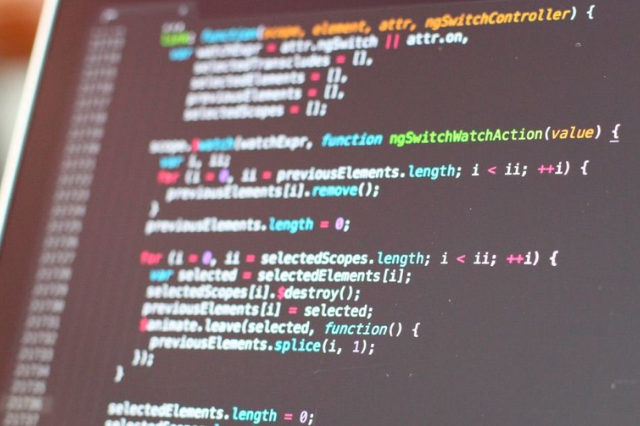 link: function(scope, element, attr, ngSwitchController) {
var watchExpr = attr.ngSwitch || attr.on,
selectedTranscludes = [],
selectedElements = [],
previousElements = [],
selectedScopes = [];
scope.$watch(watchExpr, function ngSwitchWatchAction(value) {
var i, ii;
for (i = 0, ii = previousElements.length; i < ii; ++i) {
previousElements[i].remove();
}
previousElements.length = 0;
for (i = 0, ii = selectedScopes.length; i < ii; ++i) {
var selected = selectedElements[i];
selectedScopes[i].$destroy();
previousElements[i] = selected;
$animate.leave(selected, function() {
previousElements.splice(i, 1);
});
}
selectedElements.length = 0;